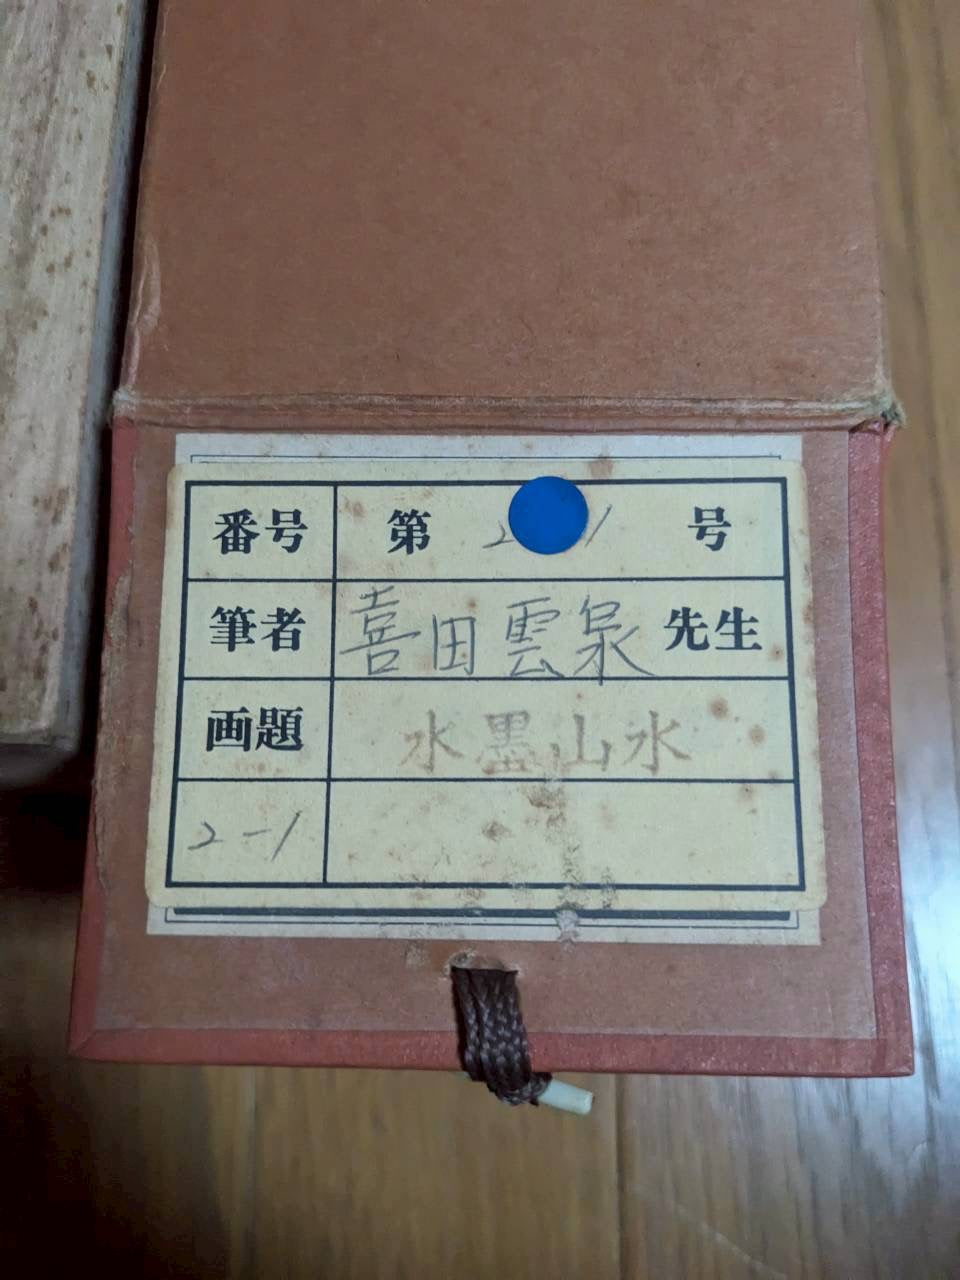 番号 第 2 1 号
筆者 喜田雲泉 先生
画題 水墨山水
2-1